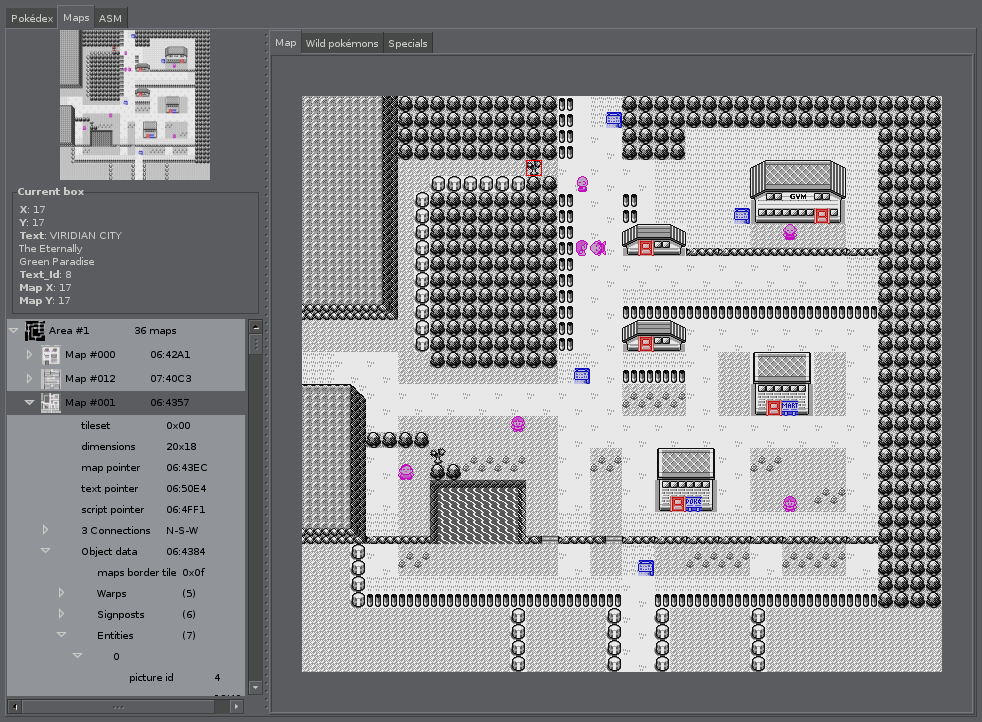 Pokédex Maps ASM
Map Wild pokémons Specials
Current box
X: 17
Y: 17
Text: VIRIDIAN CITY
The Eternally
Green Paradise
Text_Id: 8
Map X: 17
Map Y: 17
Area #1 36 maps
Map #000 06:42A1
Map #012 07:40C3
Map #001 06:4357
tileset 0x00
dimensions 20x18
map pointer 06:43EC
text pointer 06:50E4
script pointer 06:4FF1
3 Connections N-S-W
Object data 06:4384
maps border tile 0x0f
Warps (5)
Signposts (6)
Entities (7)
0
picture id 4
GYM
MART
POKé